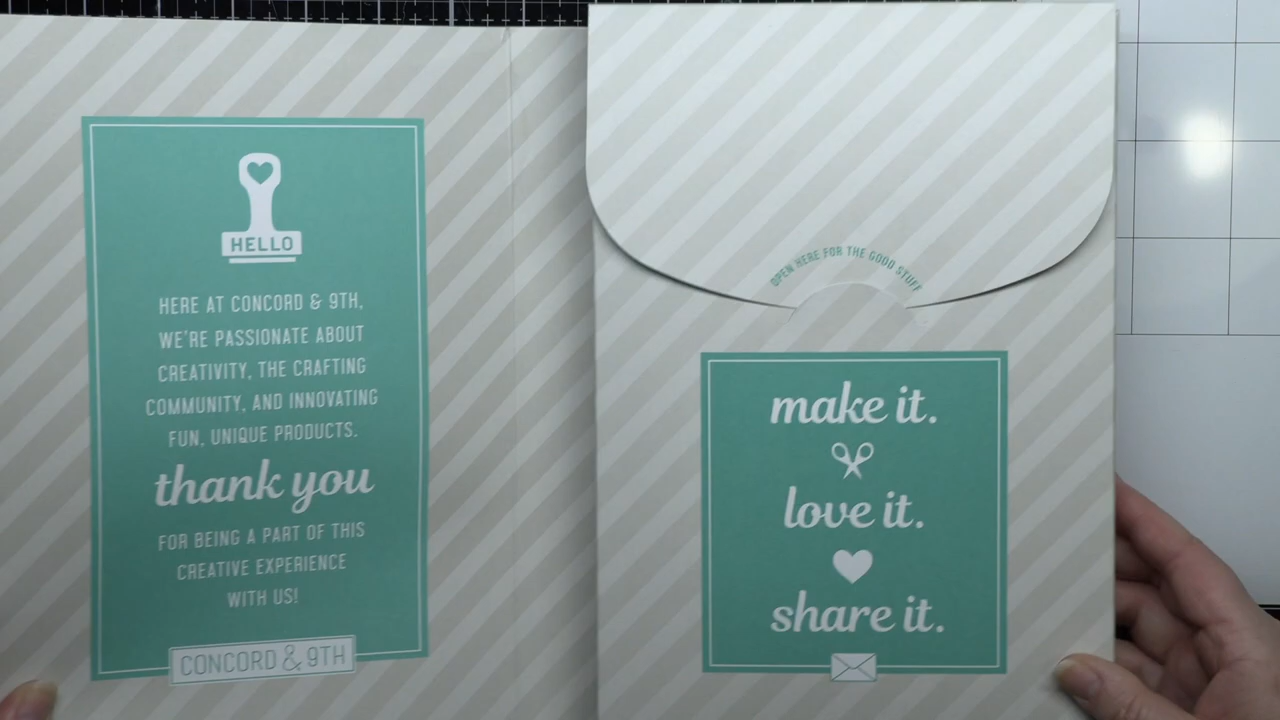 HELLO
HERE AT CONCORD & 9TH,
WE'RE PASSIONATE ABOUT
CREATIVITY, THE CRAFTING
COMMUNITY, AND INNOVATING
FUN, UNIQUE PRODUCTS.
thank you
FOR BEING A PART OF THIS
CREATIVE EXPERIENCE
WITH US!
CONCORD & 9TH
OPEN HERE FOR THE GOOD STUFF
make it.
love it.
share it.